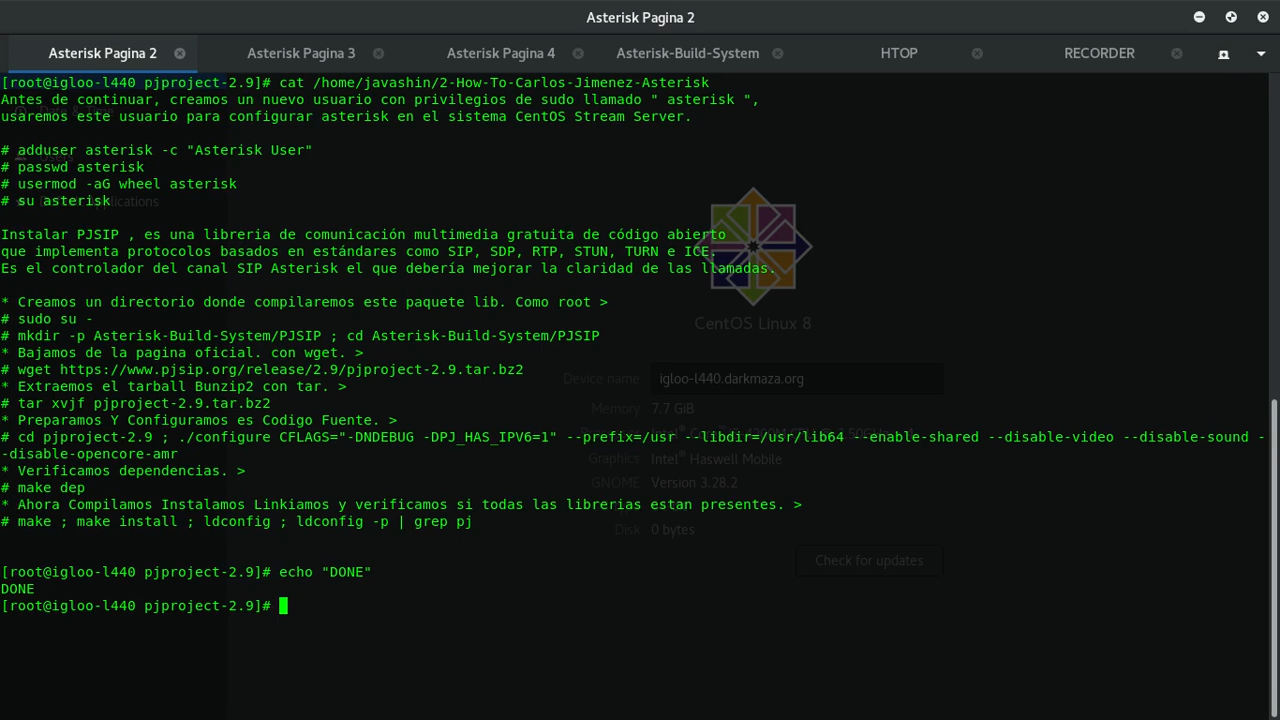 Asterisk Pagina 2
Asterisk Pagina 2
Asterisk Pagina 3
Asterisk Pagina 4
Asterisk-Build-System
HTOP
RECORDER
[root@igloo-l440 pjproject-2.9]# cat /home/javashin/2-How-To-Carlos-Jimenez-Asterisk
Antes de continuar, creamos un nuevo usuario con privilegios de sudo llamado " asterisk ",
usaremos este usuario para configurar asterisk en el sistema CentOS Stream Server.
# adduser asterisk -c "Asterisk User"
# passwd asterisk
# usermod -aG wheel asterisk
# su asterisk
Instalar PJSIP , es una libreria de comunicación multimedia gratuita de código abierto
que implementa protocolos basados en estándares como SIP, SDP, RTP, STUN, TURN e ICE.
Es el controlador del canal SIP Asterisk el que debería mejorar la claridad de las llamadas.
* Creamos un directorio donde compilaremos este paquete lib. Como root >
# sudo su -
# mkdir -p Asterisk-Build-System/PJSIP ; cd Asterisk-Build-System/PJSIP
* Bajamos de la pagina oficial. con wget. >
# wget https://www.pjsip.org/release/2.9/pjproject-2.9.tar.bz2
* Extraemos el tarball Bunzip2 con tar. >
# tar xvjf pjproject-2.9.tar.bz2
* Preparamos Y Configuramos es Codigo Fuente. >
# cd pjproject-2.9 ; ./configure CFLAGS="-DNDEBUG -DPJ_HAS_IPV6=1" --prefix=/usr --libdir=/usr/lib64 --enable-shared --disable-video --disable-sound -
-disable-opencore-amr
* Verificamos dependencias. >
# make dep
* Ahora Compilamos Instalamos Linkiamos y verificamos si todas las librerias estan presentes. >
# make ; make install ; ldconfig ; ldconfig -p | grep pj
[root@igloo-l440 pjproject-2.9]# echo "DONE"
DONE
[root@igloo-l440 pjproject-2.9]#
CentOS Linux 8
Device name igloo-l440.darkmaza.org
Memory 7.7 GiB
Graphics Intel® Haswell Mobile
GNOME Version 3.28.2
Disk 0 bytes
Check for updates